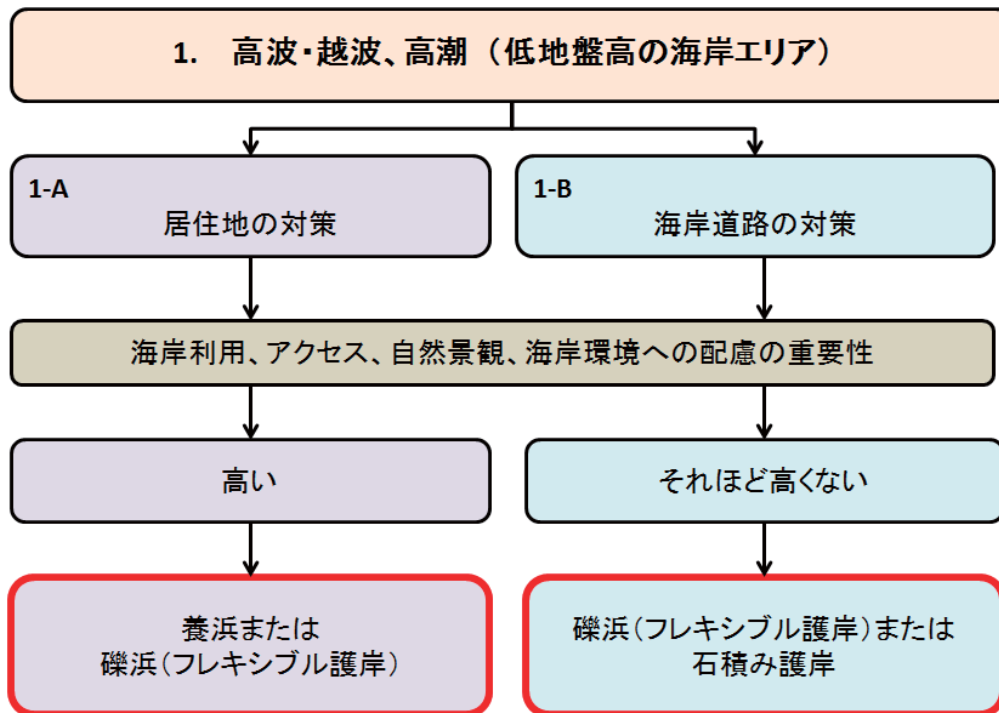 1. 高波・越波、高潮（低地盤高の海岸エリア）
1-A
居住地の対策
1-B
海岸道路の対策
海岸利用、アクセス、自然景観、海岸環境への配慮の重要性
高い
それほど高くない
養浜または
礫浜（フレキシブル護岸）
礫浜（フレキシブル護岸）または
石積み護岸